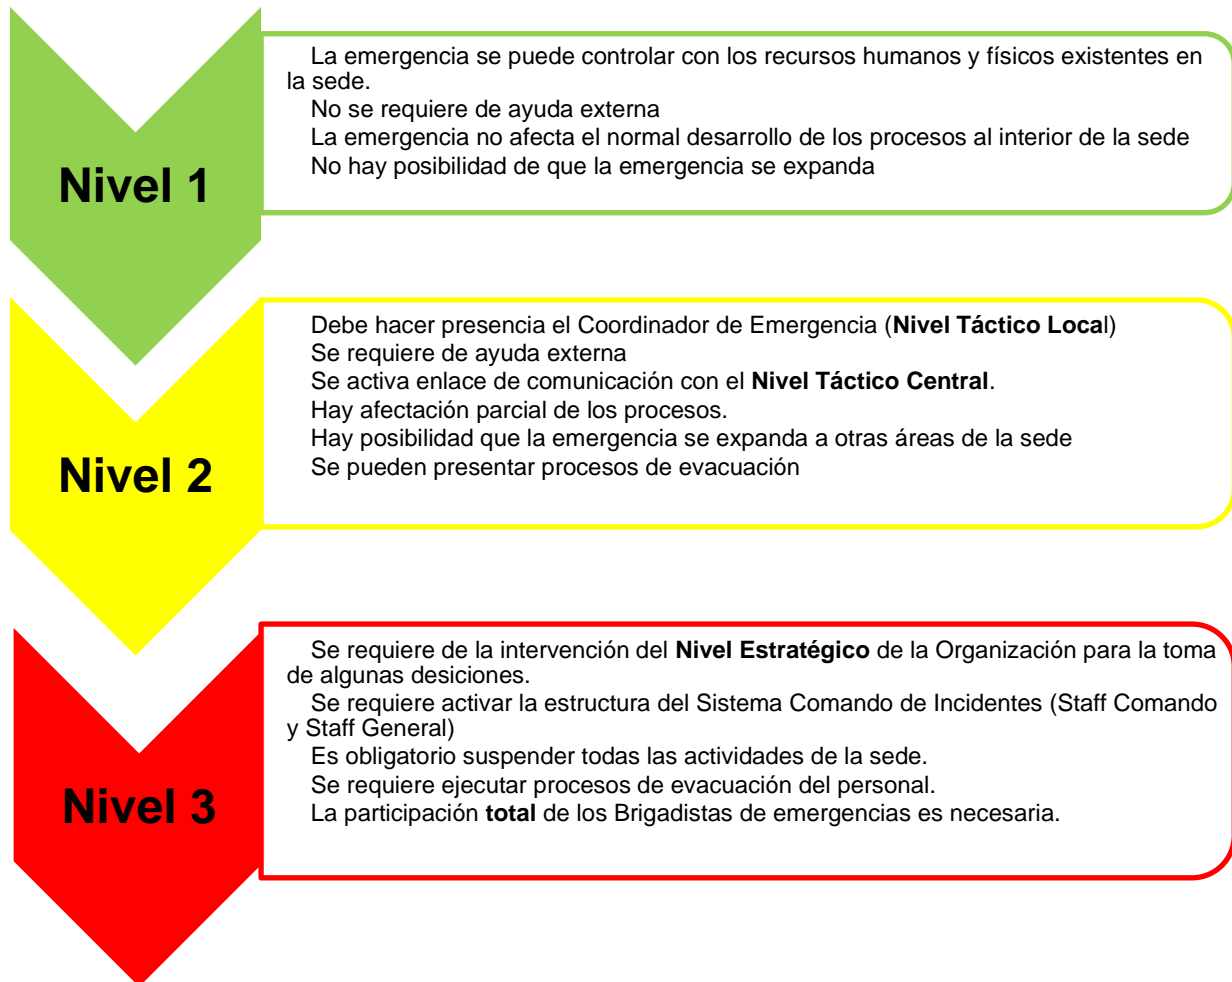 La emergencia se puede controlar con los recursos humanos y físicos existentes en
la sede.
No se requiere de ayuda externa
La emergencia no afecta el normal desarrollo de los procesos al interior de la sede
No hay posibilidad de que la emergencia se expanda
Nivel 1
Debe hacer presencia el Coordinador de Emergencia (Nivel Táctico Local)
Se requiere de ayuda externa
Se activa enlace de comunicación con el Nivel Táctico Central.
Hay afectación parcial de los procesos.
Hay posibilidad que la emergencia se expanda a otras áreas de la sede
Se pueden presentar procesos de evacuación
Nivel 2
Se requiere de la intervención del Nivel Estratégico de la Organización para la toma
de algunas desiciones.
Se requiere activar la estructura del Sistema Comando de Incidentes (Staff Comando
y Staff General)
Es obligatorio suspender todas las actividades de la sede.
Se requiere ejecutar procesos de evacuación del personal.
La participación total de los Brigadistas de emergencias es necesaria.
Nivel 3